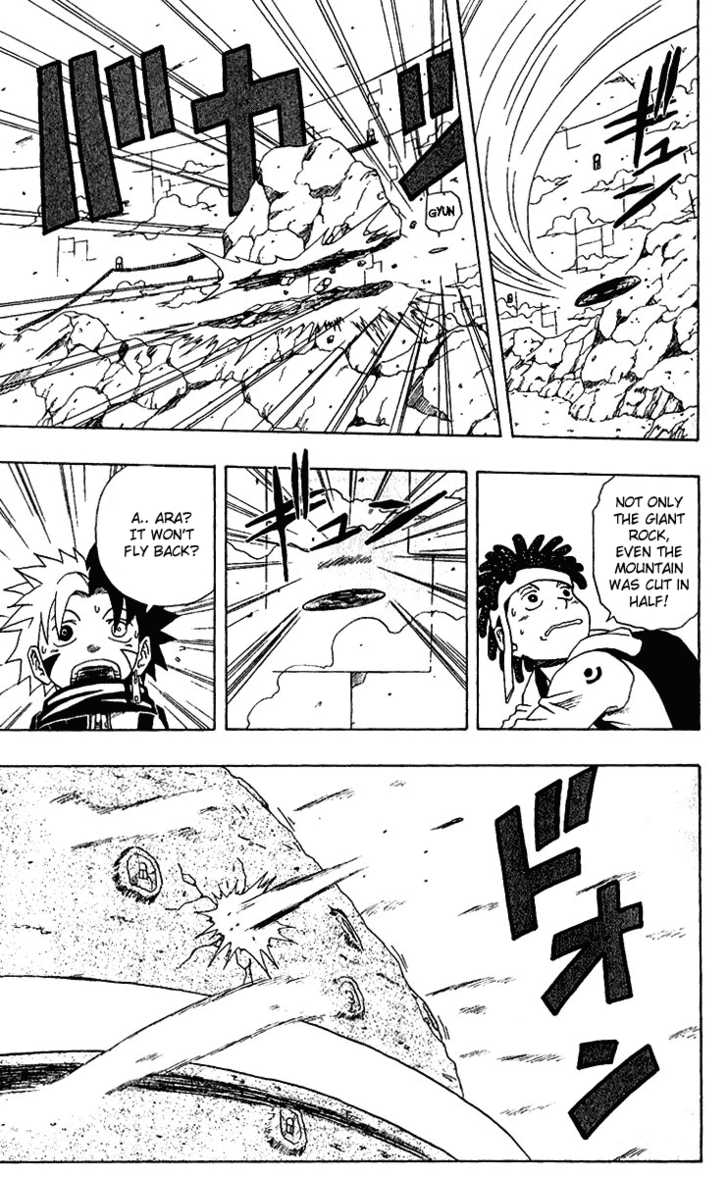 ギュン
バカッ
GYUN
NOT ONLY
THE GIANT
ROCK,
EVEN THE
MOUNTAIN
WAS CUT IN
HALF!
ギュン
A.. ARA?
IT WON'T
FLY BACK?
ドォン